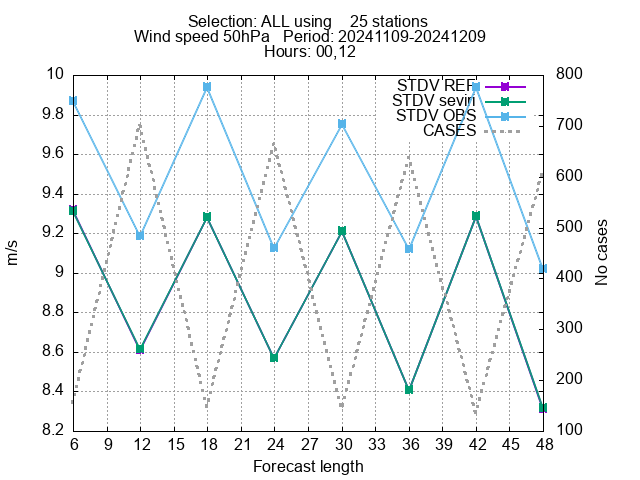 Selection: ALL using    25 stations
Wind speed 50hPa   Period: 20241109-20241209
Hours: 00,12
STDV REF
STDV seviri
STDV OBS
CASES
10
9.8
9.6
9.4
9.2
9
8.8
8.6
8.4
8.2
m/s
800
700
600
500
400
300
200
100
No cases
6 9 12 15 18 21 24 27 30 33 36 39 42 45 48
Forecast length